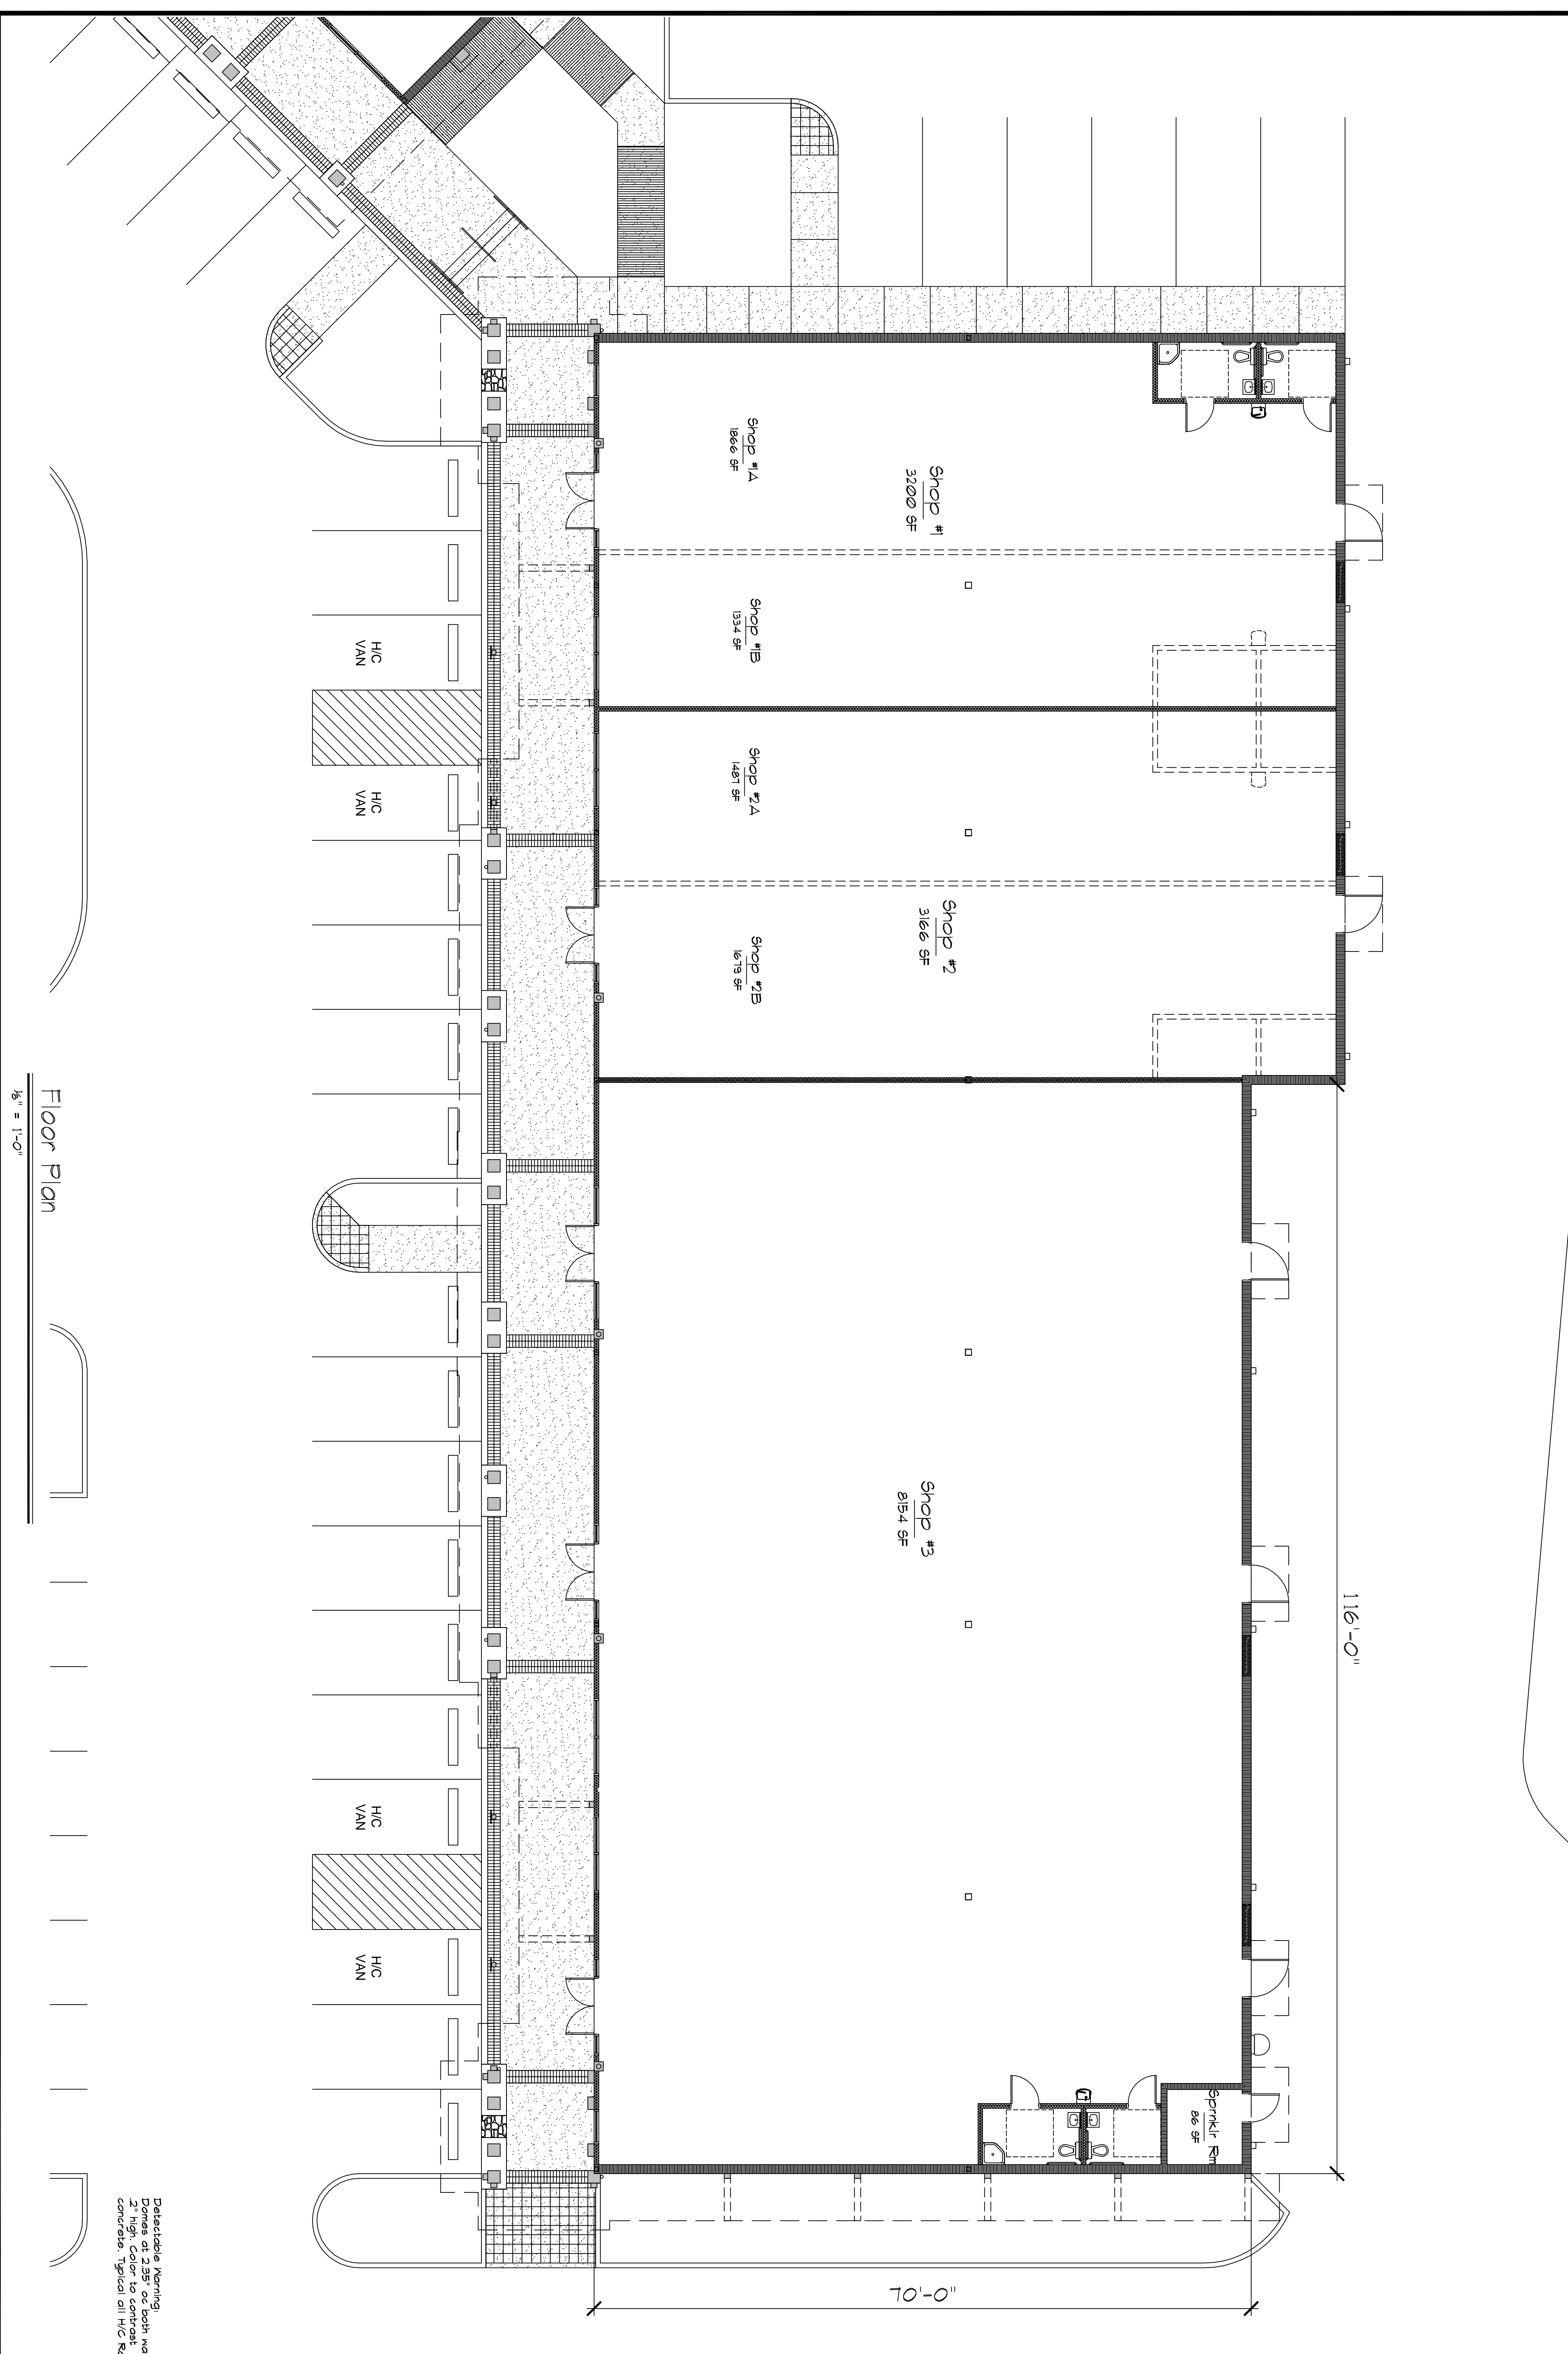 Shop #1A
1866 SF
Shop #1
3200 SF
Shop #1B
1334 SF
H/C
VAN
H/C
VAN
Shop #2A
1487 SF
Shop #2
3166 SF
Shop #2B
1679 SF
Shop #3
8154 SF
116'-0"
H/C
VAN
H/C
VAN
Sprnklr Rm
86 SF
70'-0"
Floor Plan
⅛" = 1'-0"
Detectable Warning:
Domes at 2.35" oc both
.2" high. Color to contrast
concrete. Typical all H/C